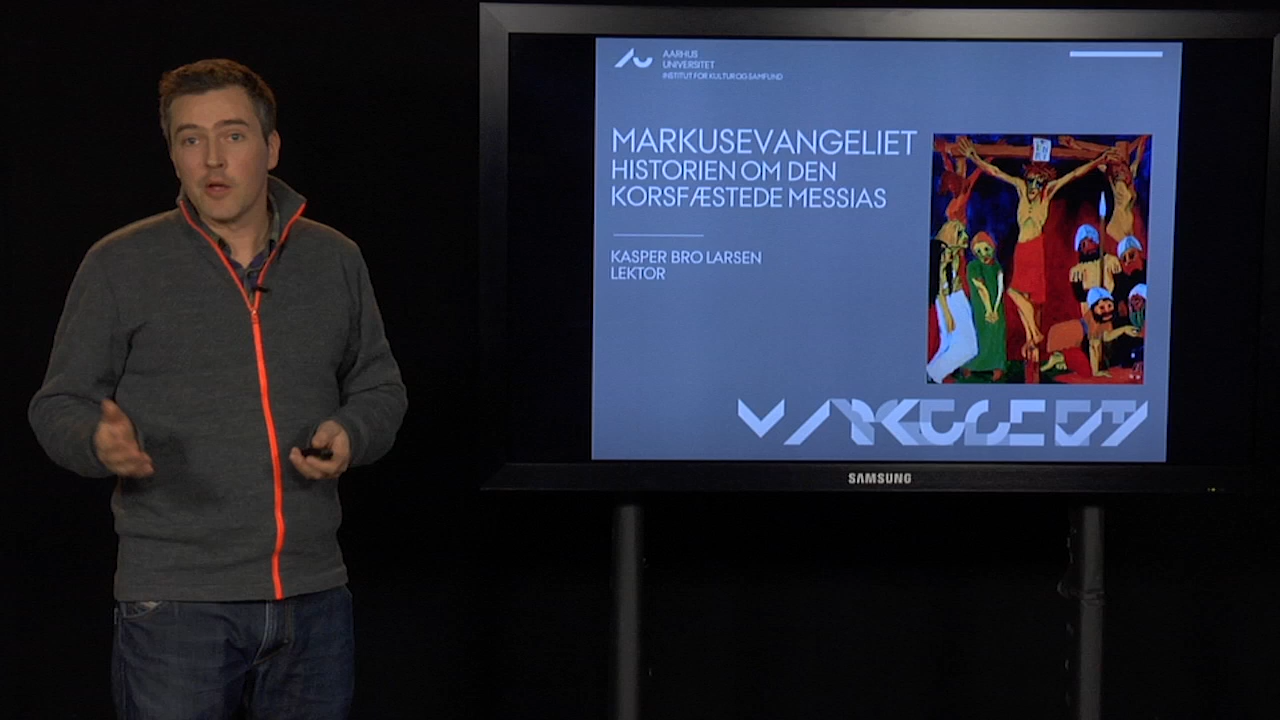 AARHUS
UNIVERSITET
INSTITUT FOR KULTUR OG SAMFUND
MARKUSEVANGELIET
HISTORIEN OM DEN
KORSFÆSTEDE MESSIAS
KASPER BRO LARSEN
LEKTOR
SAMSUNG